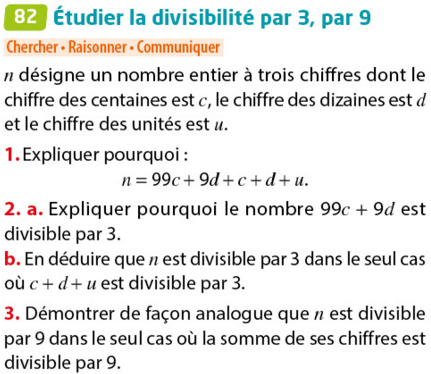 82 Étudier la divisibilité par 3, par 9
Chercher • Raisonner • Communiquer
n désigne un nombre entier à trois chiffres dont le
chiffre des centaines est c, le chiffre des dizaines est d
et le chiffre des unités est u.
1. Expliquer pourquoi :
n = 99c + 9d + c + d + u.
2. a. Expliquer pourquoi le nombre 99c + 9d est
divisible par 3.
b. En déduire que n est divisible par 3 dans le seul cas
où c + d + u est divisible par 3.
3. Démontrer de façon analogue que n est divisible
par 9 dans le seul cas où la somme de ses chiffres est
divisible par 9.